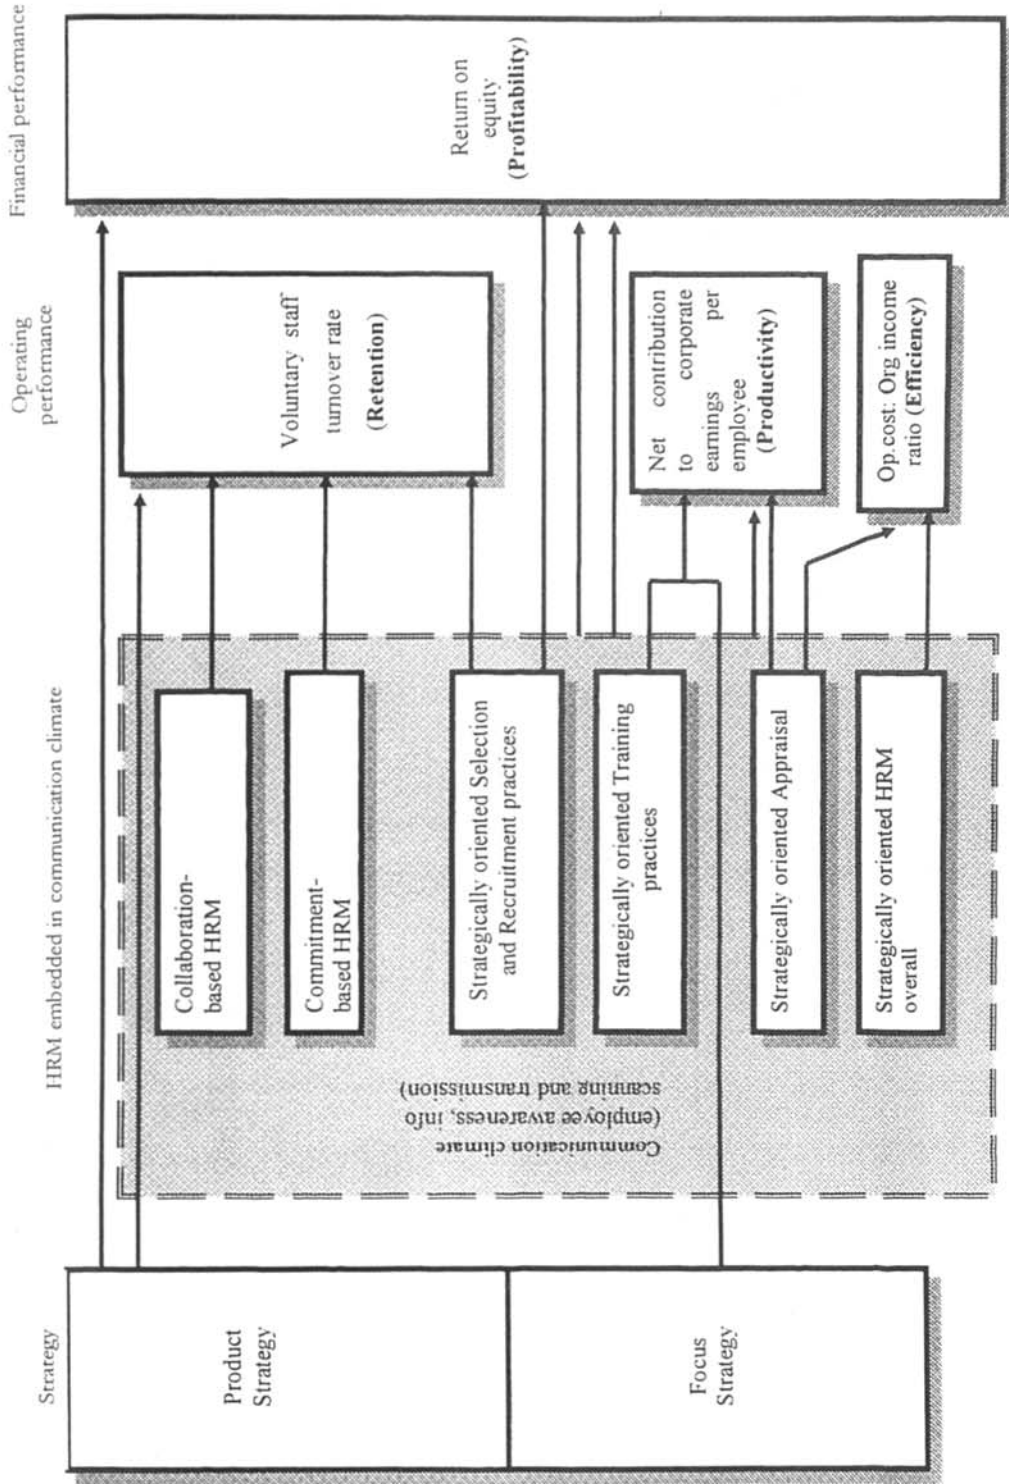 Strategy
HRM embedded in communication climate
Operating
performance
Financial performance
Product
Strategy
Focus
Strategy
Communication climate
(employee awareness, info
scanning and transmission)
Collaboration-
based HRM
Commitment-
based HRM
Strategically oriented Selection
and Recruitment practices
Strategically oriented Training
practices
Strategically oriented Appraisal
Strategically oriented HRM
overall
Voluntary staff
turnover rate
(Retention)
Net contribution
to corporate
earnings per
employee
(Productivity)
Op.cost: Org income
ratio (Efficiency)
Return on
equity
(Profitability)